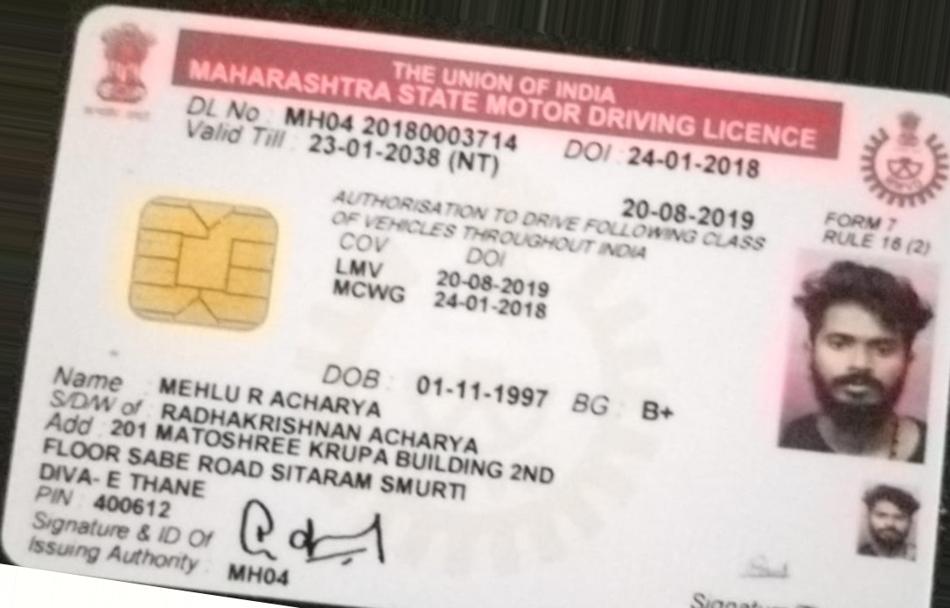 THE UNION OF INDIA
MAHARASHTRA STATE MOTOR DRIVING LICENCE
DL No : MH04 20180003714 DOI : 24-01-2018
Valid Till : 23-01-2038 (NT)
20-08-2019
FORM 7
RULE 16 (2)
AUTHORISATION TO DRIVE FOLLOWING CLASS
OF VEHICLES THROUGHOUT INDIA
COV DOI
LMV 20-08-2019
MCWG 24-01-2018
DOB : 01-11-1997 BG : B+
Name : MEHLU R ACHARYA
S/D/W of : RADHAKRISHNAN ACHARYA
Add : 201 MATOSHREE KRUPA BUILDING 2ND
FLOOR SABE ROAD SITARAM SMURTI
DIVA- E THANE
PIN : 400612
Signature & ID Of
Issuing Authority : MH04